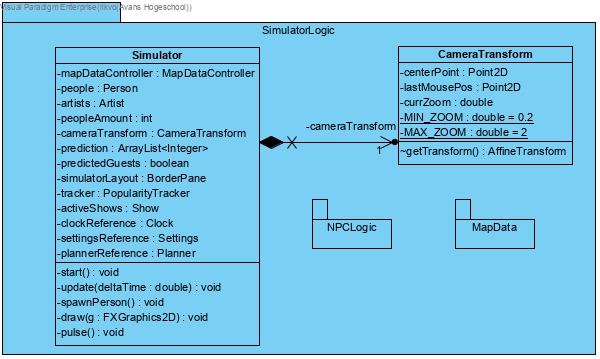 Visual Paradigm Enterprise(rikvo(Avans Hogeschool))
SimulatorLogic
Simulator
-mapDataController : MapDataController
-people : Person
-artists : Artist
-peopleAmount : int
-cameraTransform : CameraTransform
-prediction : ArrayList<Integer>
-predictedGuests : boolean
-simulatorLayout : BorderPane
-tracker : PopularityTracker
-activeShows : Show
-clockReference : Clock
-settingsReference : Settings
-plannerReference : Planner
-start() : void
-update(deltaTime : double) : void
-spawnPerson() : void
-draw(g : FXGraphics2D) : void
-pulse() : void
-cameraTransform
1
CameraTransform
-centerPoint : Point2D
-lastMousePos : Point2D
-currZoom : double
-MIN_ZOOM : double = 0.2
-MAX_ZOOM : double = 2
~getTransform() : AffineTransform
NPCLogic
MapData